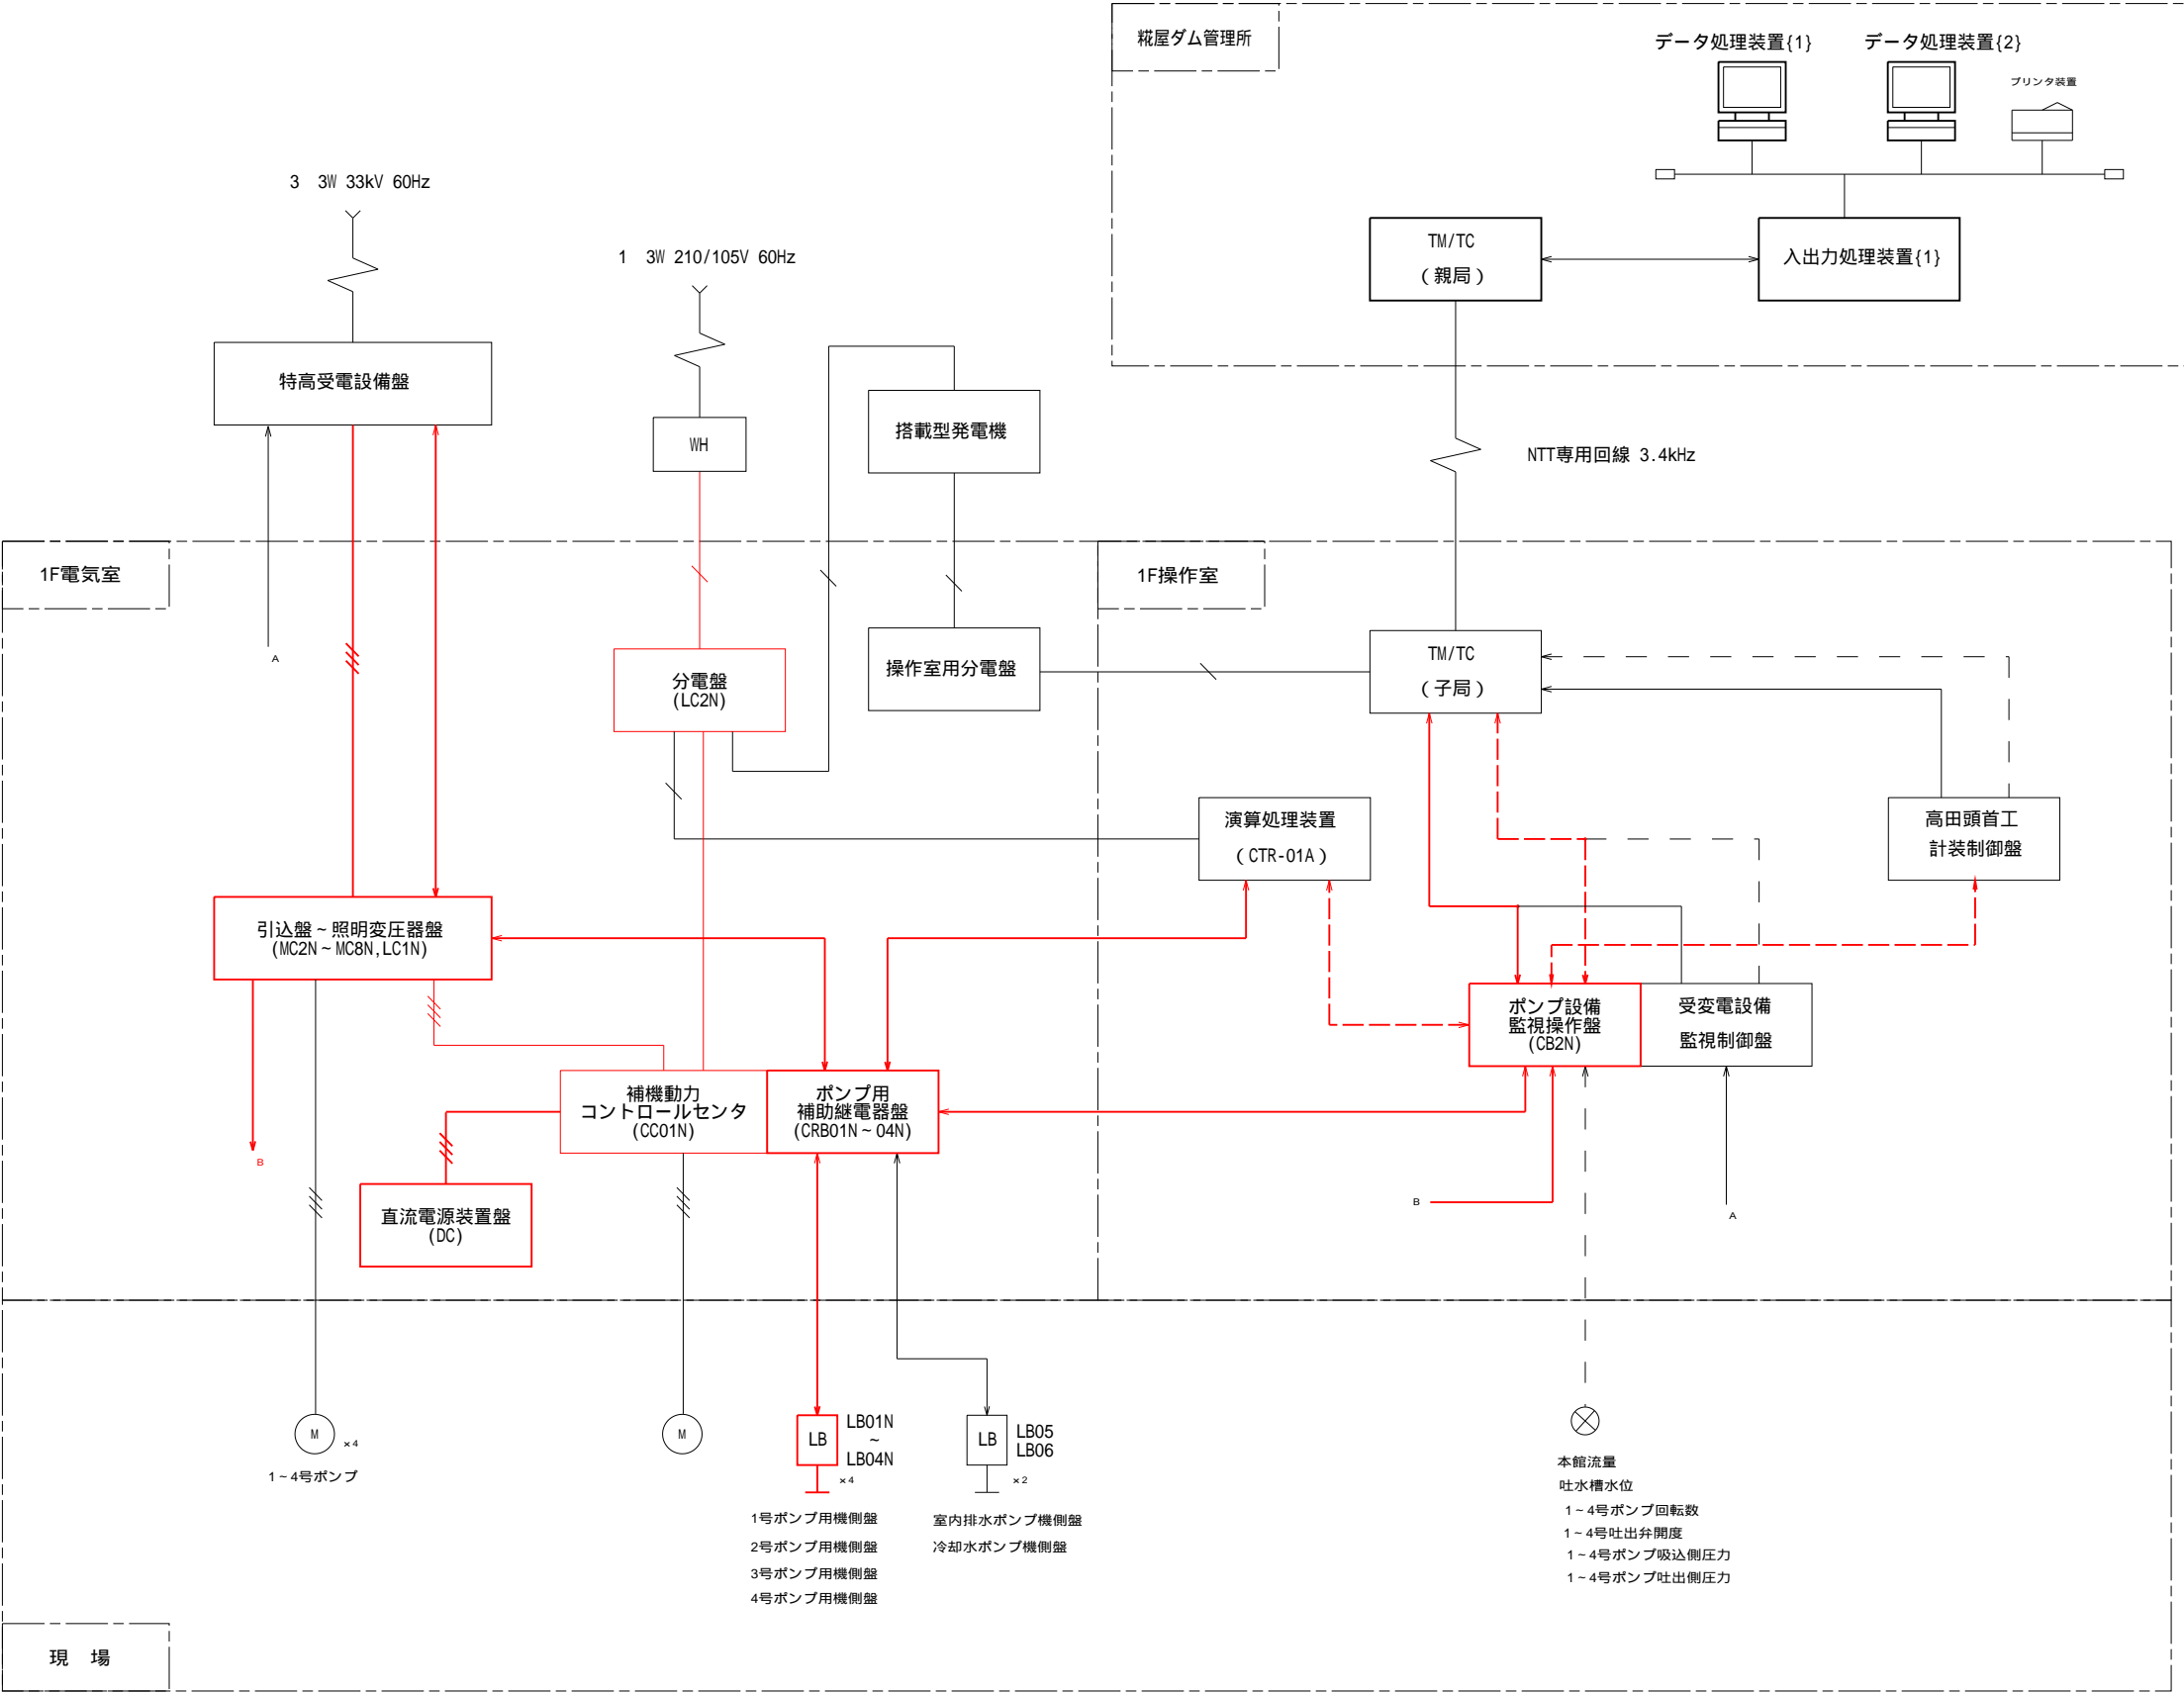 糀屋ダム管理所
データ処理装置{1}
データ処理装置{2}
プリンタ装置
3 3W 33kV 60Hz
1 3W 210/105V 60Hz
TM/TC
(親局)
入出力処理装置{1}
特高受電設備盤
WH
搭載型発電機
NTT専用回線 3.4kHz
1F電気室
1F操作室
A
分電盤
(LC2N)
操作室用分電盤
TM/TC
(子局)
演算処理装置
(CTR-01A)
高田頭首工
計装制御盤
引込盤~照明変圧器盤
(MC2N~MC8N,LC1N)
ポンプ設備
監視操作盤
(CB2N)
受変電設備
監視制御盤
補機動力
コントロールセンタ
(CC01N)
ポンプ用
補助継電器盤
(CRB01N~04N)
B
直流電源装置盤
(DC)
B
A
M
×4
1~4号ポンプ
M
LB
LB01N
~
LB04N
×4
1号ポンプ用機側盤
2号ポンプ用機側盤
3号ポンプ用機側盤
4号ポンプ用機側盤
LB
LB05
LB06
×2
室内排水ポンプ機側盤
冷却水ポンプ機側盤
本館流量
吐水槽水位
1~4号ポンプ回転数
1~4号吐出弁開度
1~4号ポンプ吸込側圧力
1~4号ポンプ吐出側圧力
現 場